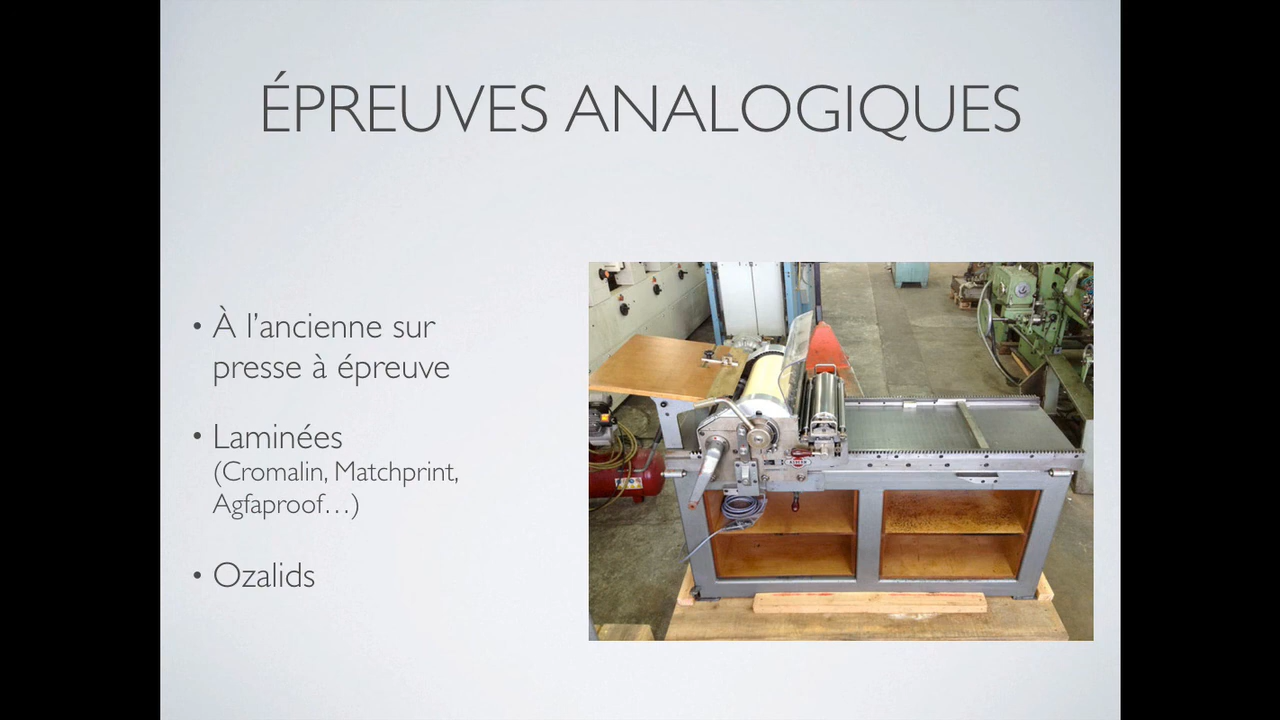 ÉPREUVES ANALOGIQUES
• À l’ancienne sur
presse à épreuve
• Laminées
(Cromalin, Matchprint,
Agfaproof…)
• Ozalids